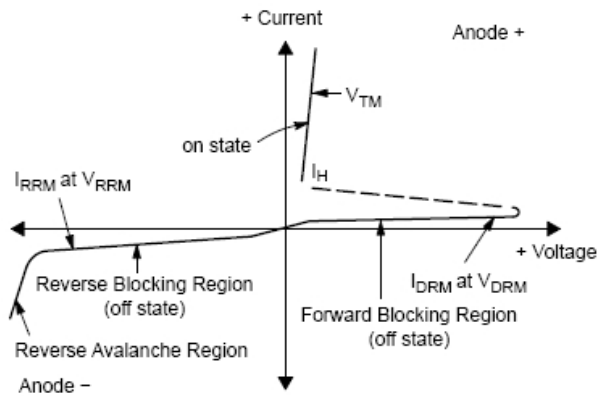 + Current
Anode +
V_TM
on state
I_RRM at V_RRM
I_H
+ Voltage
I_DRM at V_DRM
Reverse Blocking Region
(off state)
Forward Blocking Region
(off state)
Reverse Avalanche Region
Anode −